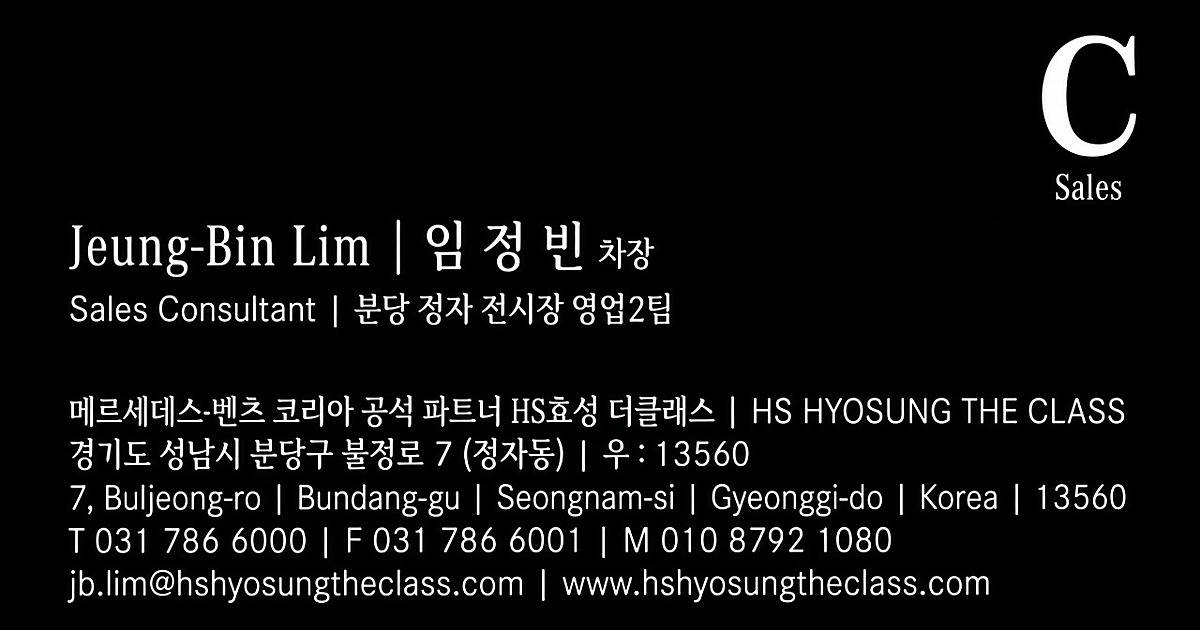 C
Sales
Jeung-Bin Lim | 임 정 빈 차장
Sales Consultant | 분당 정자 전시장 영업2팀
메르세데스-벤츠 코리아 공식 파트너 HS효성 더클래스 | HS HYOSUNG THE CLASS
경기도 성남시 분당구 불정로 7 (정자동) | 우 : 13560
7, Buljeong-ro | Bundang-gu | Seongnam-si | Gyeonggi-do | Korea | 13560
T 031 786 6000 | F 031 786 6001 | M 010 8792 1080
jb.lim@hshyosungtheclass.com | www.hshyosungtheclass.com